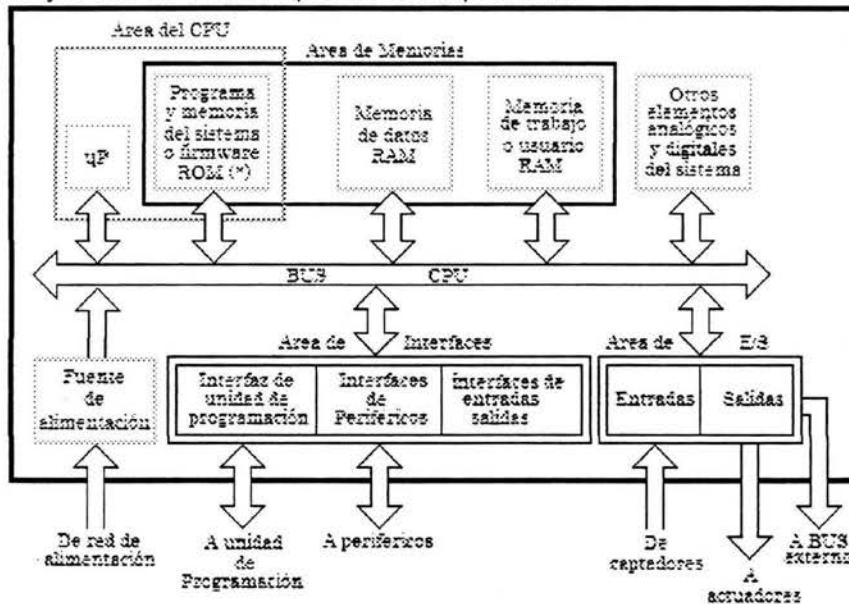 Area del CPU
Area de Memorias
Programa
y memoria
del sistema
o firmware
ROM (*)
Memoria
de datos
RAM
Memoria
de trabajo
o usuario
RAM
Otros
elementos
analógicos
y digitales
del sistema
BUS CPU
Area de Interfaces
Area de E/S
Fuente
de
alimentación
Interfaz de
unidad de
programación
Interfaces
de
Perifericos
interfaces de
entradas
salidas
Entradas
Salidas
De red de
alimentación
A unidad
de
Programación
A perifericos
De
captadores
A
actuadores
A BUS
externo